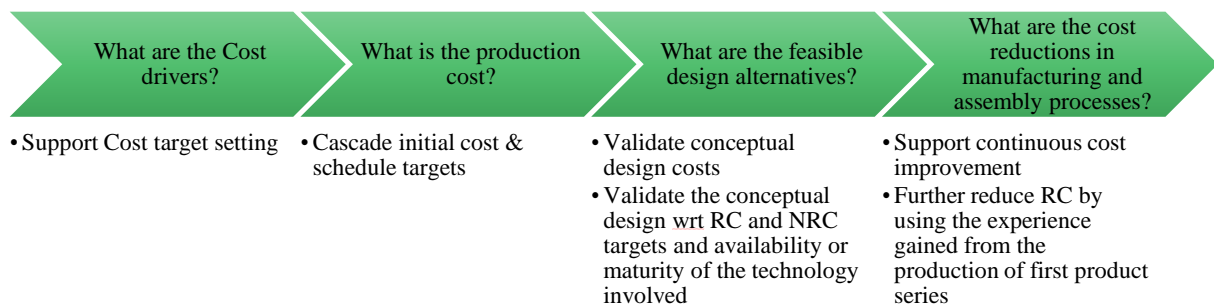 What are the Cost
drivers?
• Support Cost target setting
What is the production
cost?
• Cascade initial cost &
schedule targets
What are the feasible
design alternatives?
• Validate conceptual
design costs
• Validate the conceptual
design wrt RC and NRC
targets and availability or
maturity of the technology
involved
What are the cost
reductions in
manufacturing and
assembly processes?
• Support continuous cost
improvement
• Further reduce RC by
using the experience
gained from the
production of first product
series